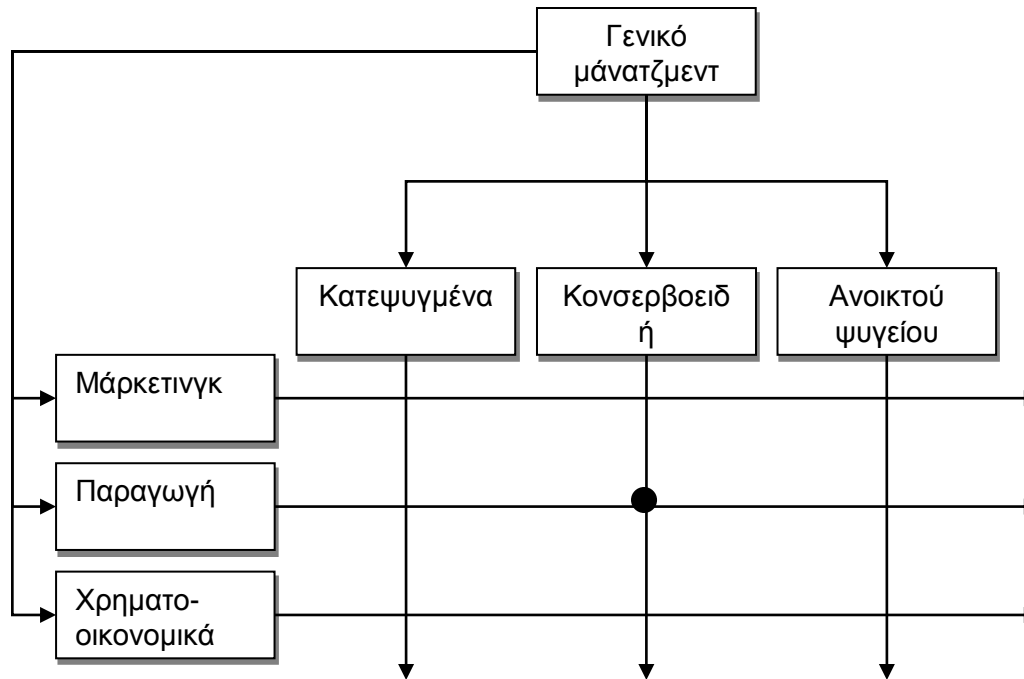 Γενικό
μάνατζμεντ
Κατεψυγμένα
Κονσερβοειδ
ή
Ανοικτού
ψυγείου
Μάρκετινγκ
Παραγωγή
Χρηματο-
οικονομικά